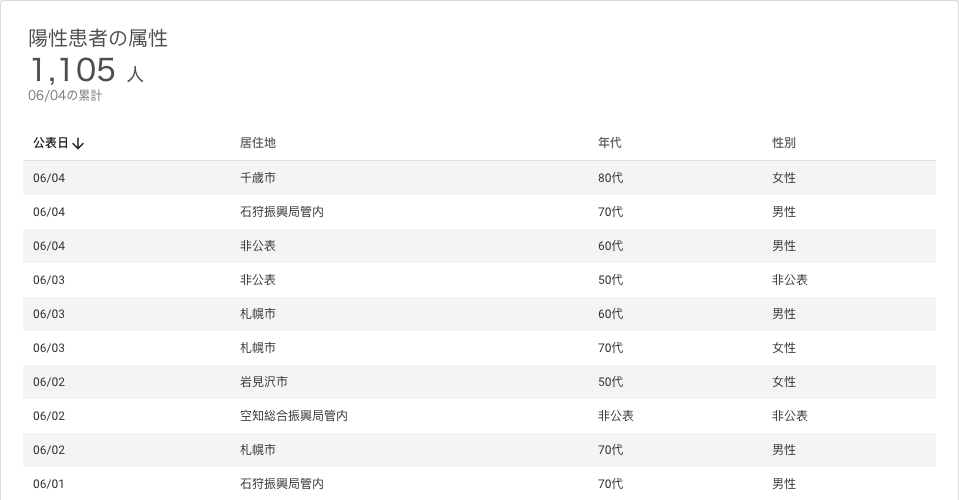 陽性患者の属性
1,105 人
06/04の累計
公表日↓ 居住地 年代 性別
06/04 千歳市 80代 女性
06/04 石狩振興局管内 70代 男性
06/04 非公表 60代 男性
06/03 非公表 50代 非公表
06/03 札幌市 60代 男性
06/03 札幌市 70代 女性
06/02 岩見沢市 50代 女性
06/02 空知総合振興局管内 非公表 非公表
06/02 札幌市 70代 男性
06/01 石狩振興局管内 70代 男性